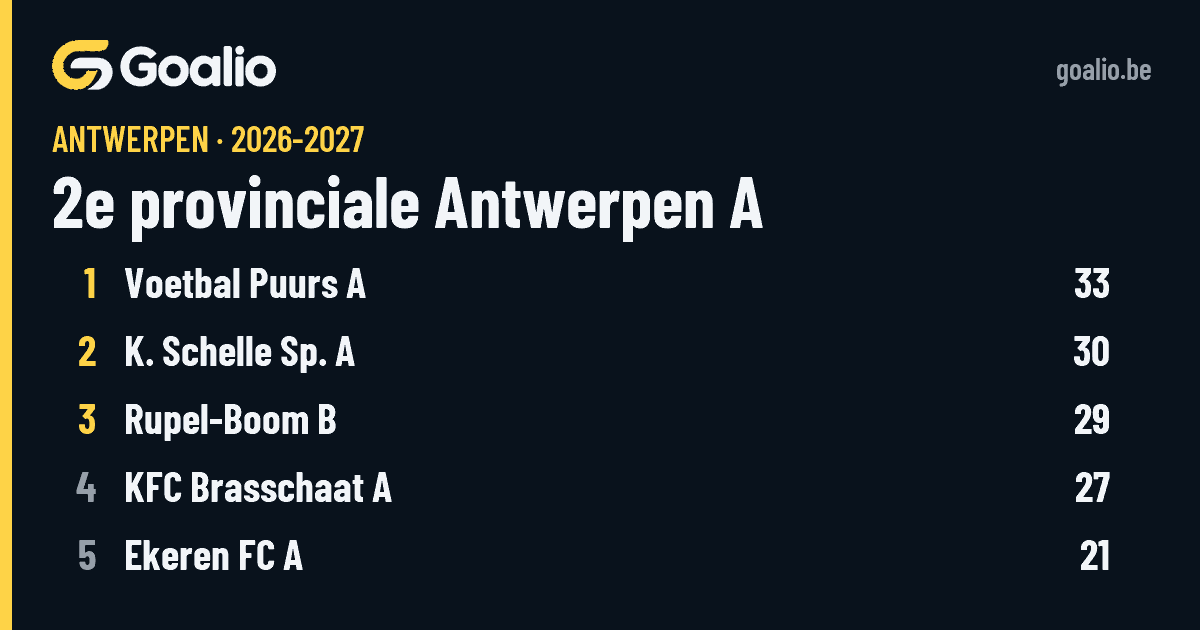 Goalio
goalio.be
ANTWERPEN · 2026-2027
2e provinciale Antwerpen A
1 Voetbal Puurs A 33
2 K. Schelle Sp. A 30
3 Rupel-Boom B 29
4 KFC Brasschaat A 27
5 Ekeren FC A 21